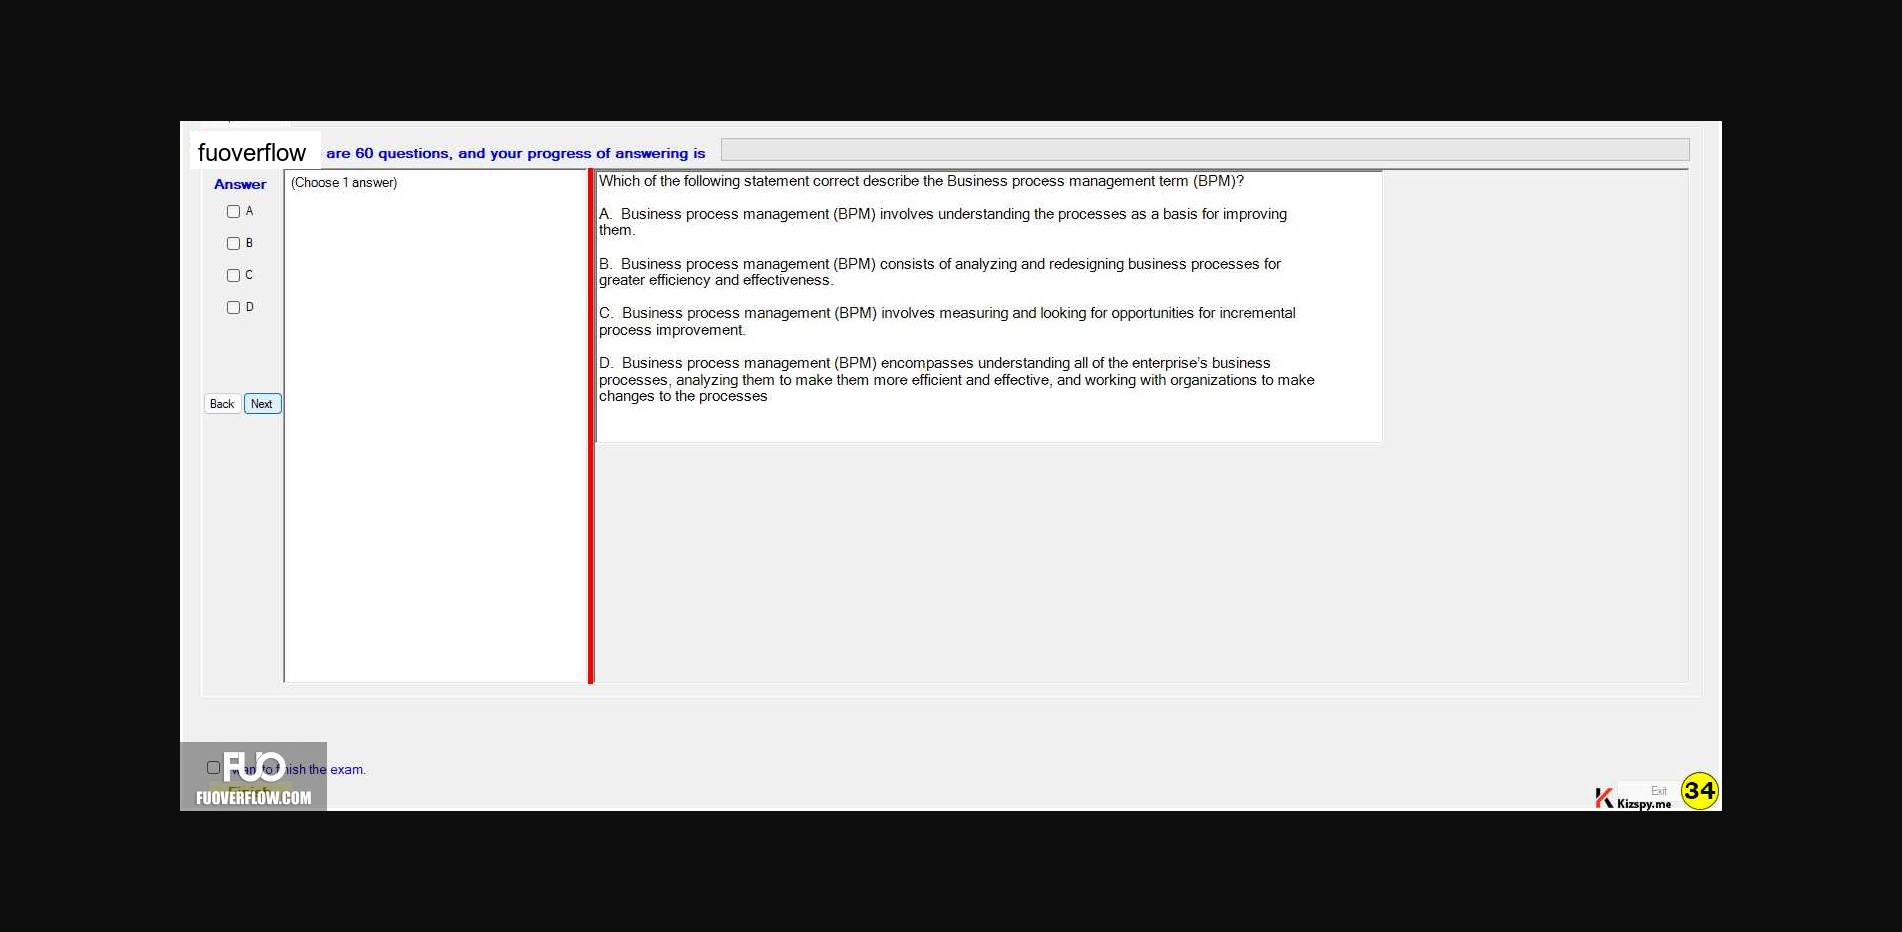 fuoverflow are 60 questions, and your progress of answering is
Answer
(Choose 1 answer)
A
B
C
D
Back Next
Which of the following statement correct describe the Business process management term (BPM)?
A. Business process management (BPM) involves understanding the processes as a basis for improving
them.
B. Business process management (BPM) consists of analyzing and redesigning business processes for
greater efficiency and effectiveness.
C. Business process management (BPM) involves measuring and looking for opportunities for incremental
process improvement.
D. Business process management (BPM) encompasses understanding all of the enterprise's business
processes, analyzing them to make them more efficient and effective, and working with organizations to make
changes to the processes
FUO
the exam.
FUOVERFLOW.COM
Exit
Kizspy.me
34